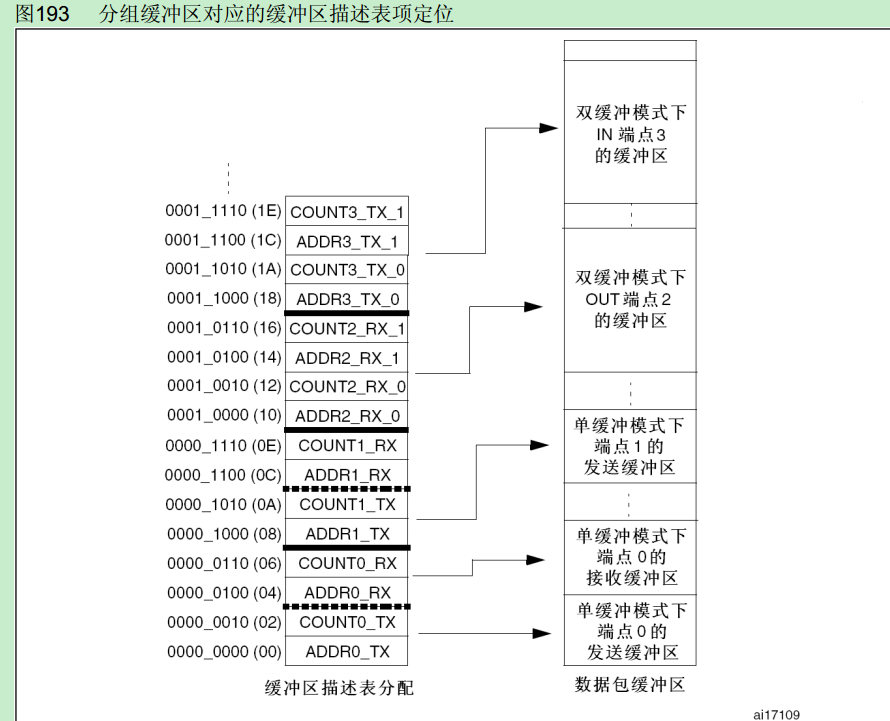 图193 分组缓冲区对应的缓冲区描述表项定位
双缓冲模式下
IN 端点3
的缓冲区
0001_1110 (1E) COUNT3_TX_1
0001_1100 (1C) ADDR3_TX_1
0001_1010 (1A) COUNT3_TX_0
0001_1000 (18) ADDR3_TX_0
0001_0110 (16) COUNT2_RX_1
0001_0100 (14) ADDR2_RX_1
0001_0010 (12) COUNT2_RX_0
0001_0000 (10) ADDR2_RX_0
0000_1110 (0E) COUNT1_RX
0000_1100 (0C) ADDR1_RX
0000_1010 (0A) COUNT1_TX
0000_1000 (08) ADDR1_TX
0000_0110 (06) COUNT0_RX
0000_0100 (04) ADDR0_RX
0000_0010 (02) COUNT0_TX
0000_0000 (00) ADDR0_TX
缓冲区描述表分配
双缓冲模式下
OUT 端点2
的缓冲区
单缓冲模式下
端点1的
发送缓冲区
单缓冲模式下
端点0的
接收缓冲区
单缓冲模式下
端点0的
发送缓冲区
数据包缓冲区
ai17109